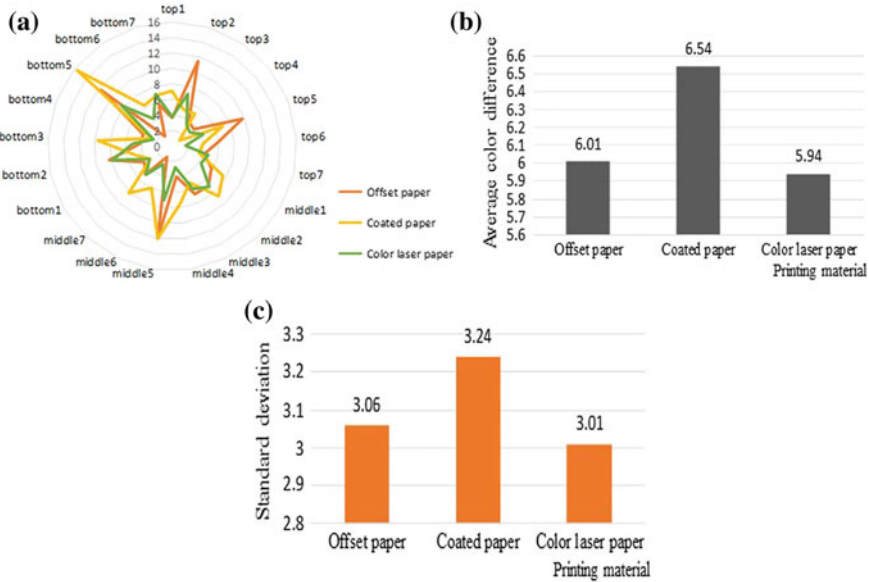 (a)
top1
top2
top3
top4
top5
top6
top7
middle1
middle2
middle3
middle4
middle5
middle6
middle7
bottom1
bottom2
bottom3
bottom4
bottom5
bottom6
bottom7
16
14
12
10
8
6
4
2
0
Offset paper
Coated paper
Color laser paper
(b)
Average color difference
6.6
6.5
6.4
6.3
6.2
6.1
6
5.9
5.8
5.7
5.6
6.01
6.54
5.94
Offset paper Coated paper Color laser paper
Printing material
(c)
Standard deviation
3.3
3.2
3.1
3
2.9
2.8
3.06
3.24
3.01
Offset paper Coated paper Color laser paper
Printing material